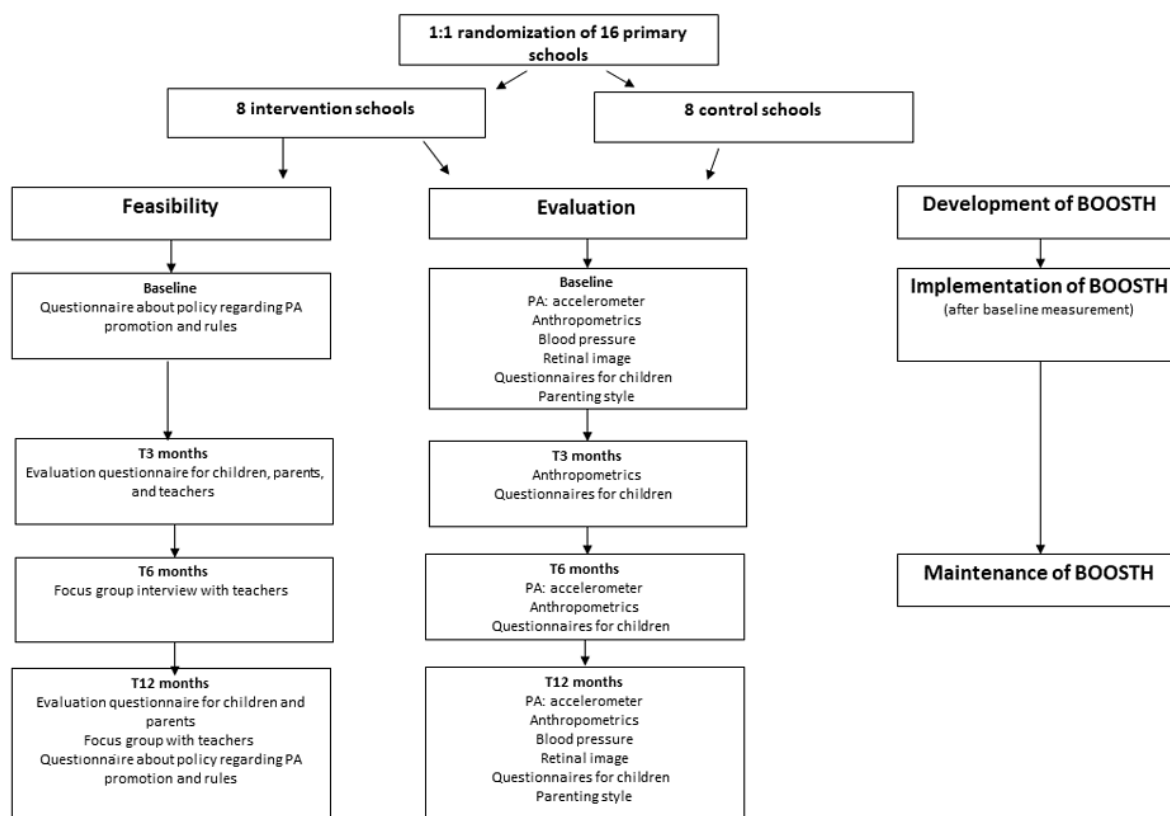 1:1 randomization of 16 primary
schools
8 intervention schools
8 control schools
Feasibility
Evaluation
Development of BOOSTH
Baseline
Questionnaire about policy regarding PA
promotion and rules
Baseline
PA: accelerometer
Anthropometrics
Blood pressure
Retinal image
Questionnaires for children
Parenting style
Implementation of BOOSTH
(after baseline measurement)
T3 months
Evaluation questionnaire for children, parents,
and teachers
T3 months
Anthropometrics
Questionnaires for children
T6 months
Focus group interview with teachers
T6 months
PA: accelerometer
Anthropometrics
Questionnaires for children
Maintenance of BOOSTH
T12 months
Evaluation questionnaire for children and
parents
Focus group with teachers
Questionnaire about policy regarding PA
promotion and rules
T12 months
PA: accelerometer
Anthropometrics
Blood pressure
Retinal image
Questionnaires for children
Parenting style